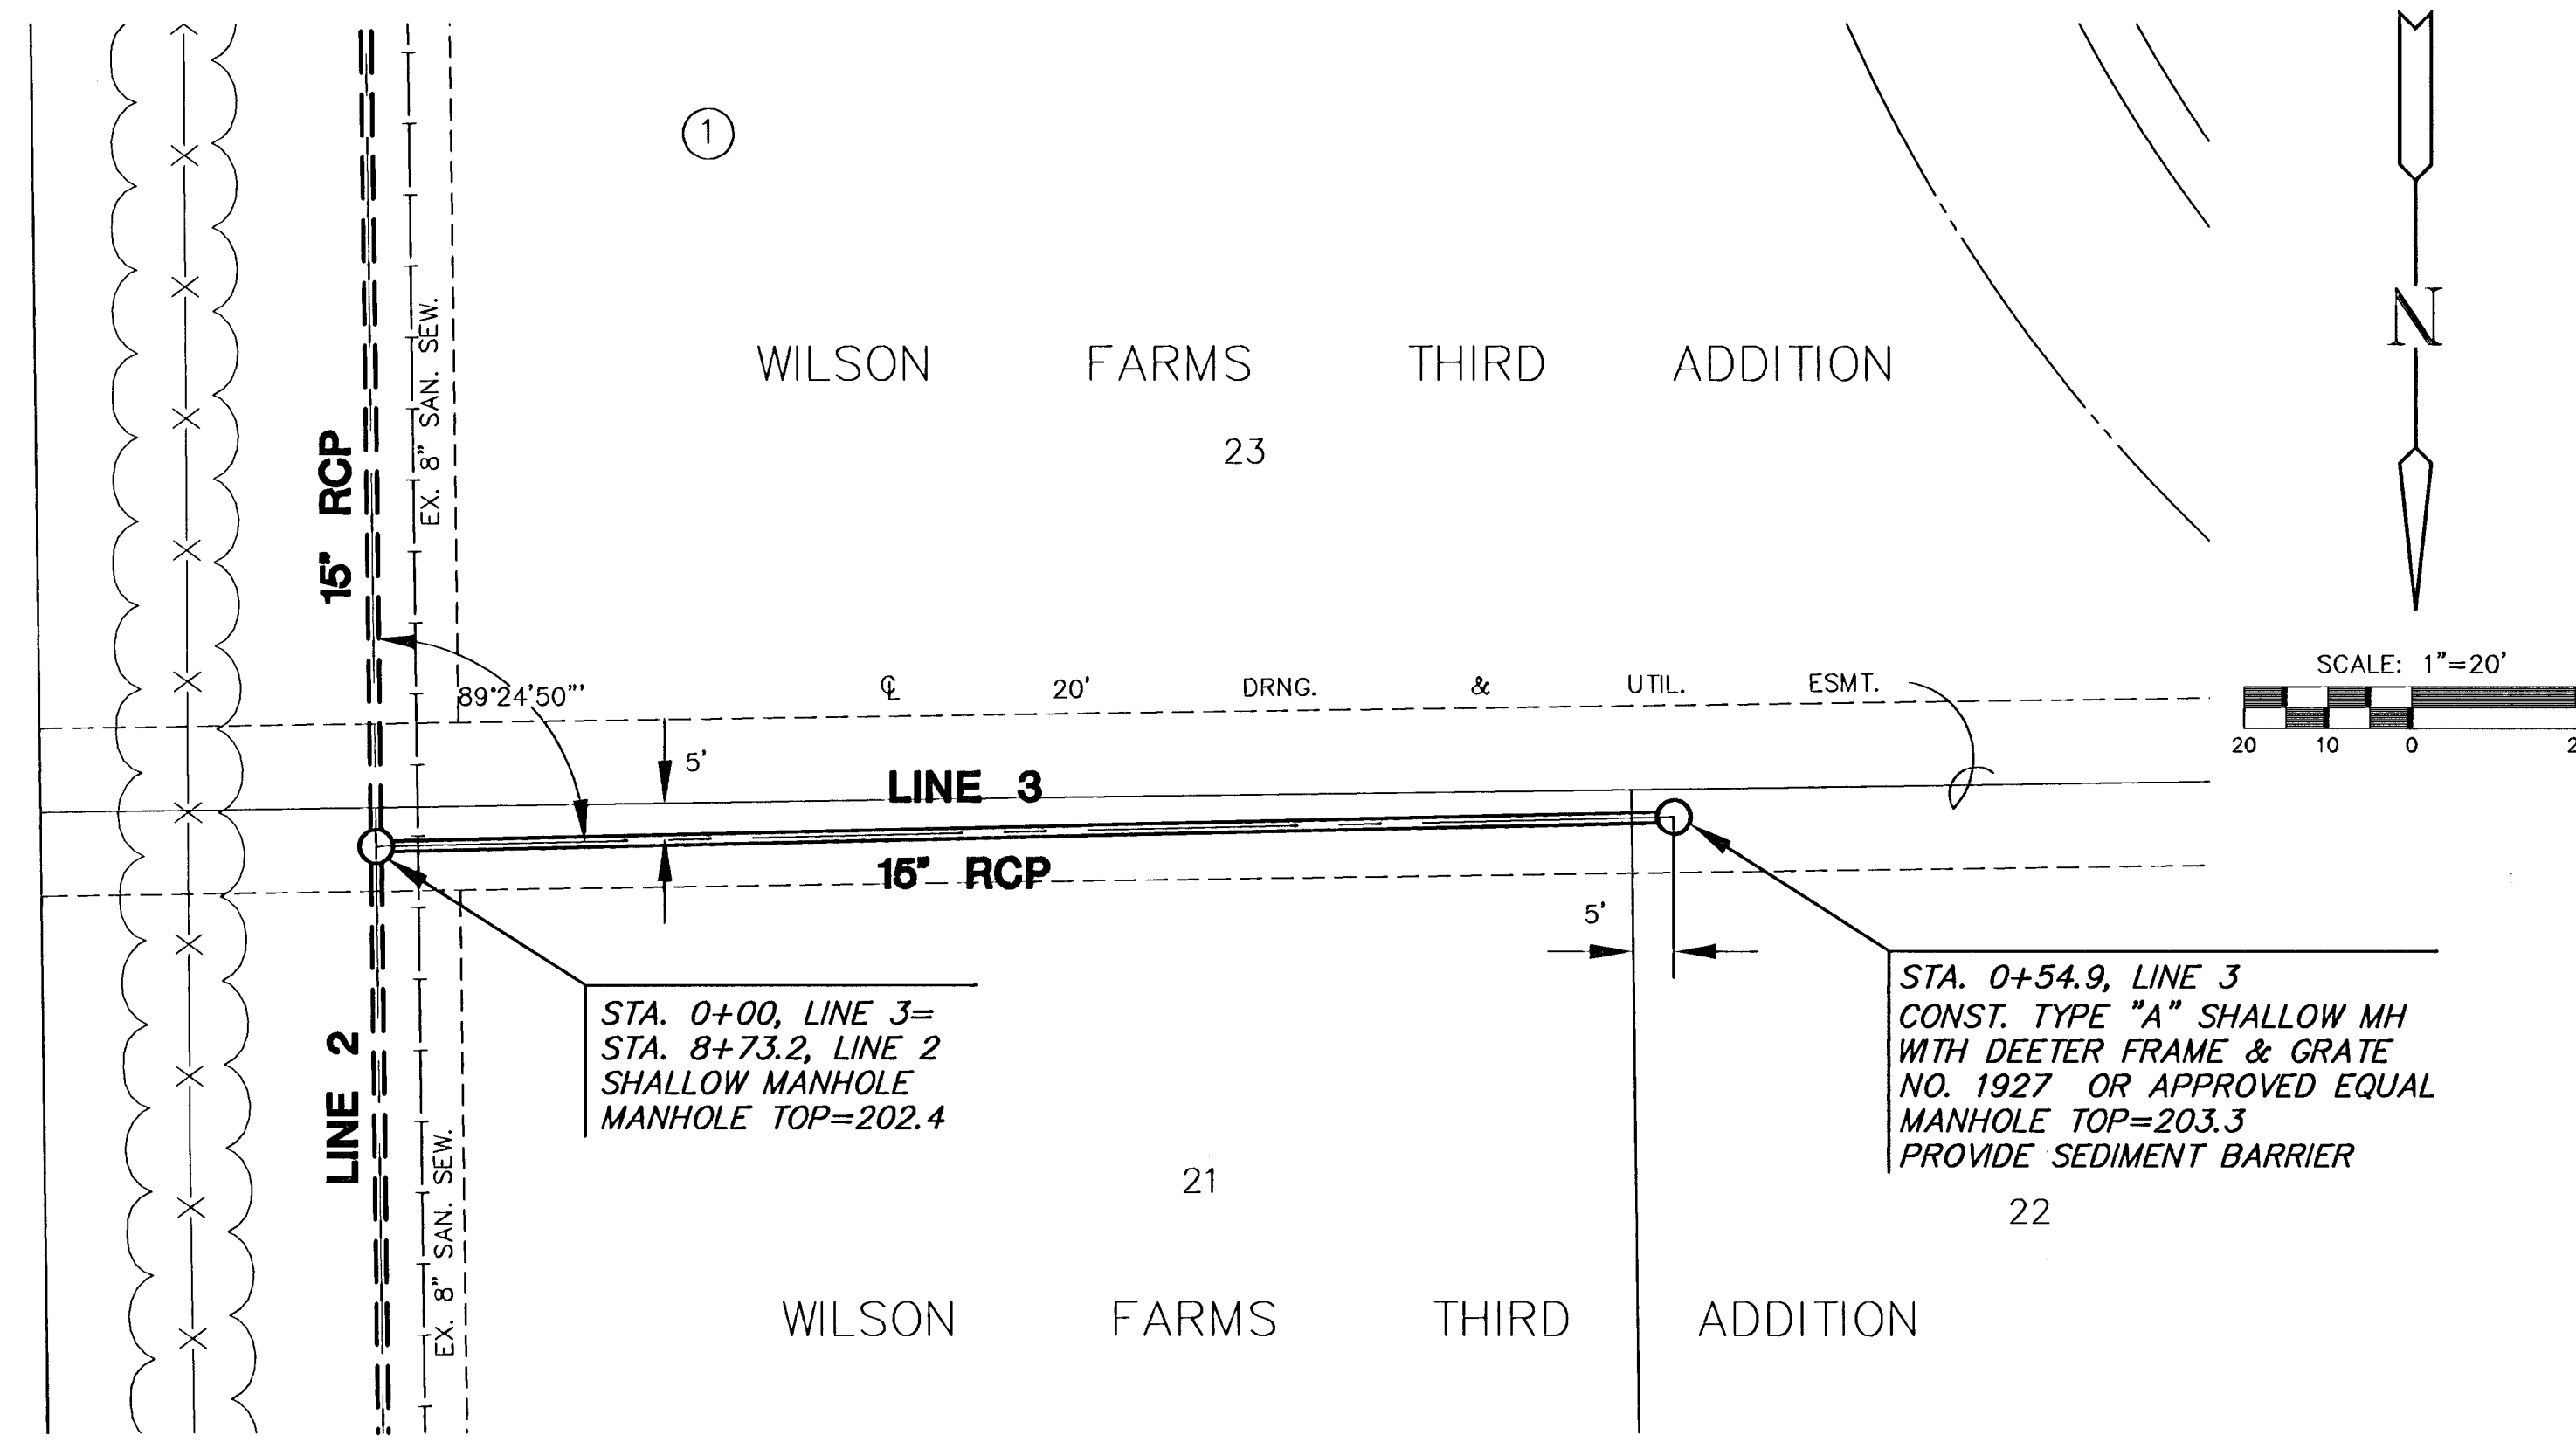 1
N
EX. 8" SAN. SEW.
WILSON FARMS THIRD ADDITION
23
15" RCP
SCALE: 1"=20'
20 10 0
89°24'50"'
℄ 20' DRNG. & UTIL. ESMT.
5'
LINE 3
15" RCP
5'
STA. 0+00, LINE 3=
STA. 8+73.2, LINE 2
SHALLOW MANHOLE
MANHOLE TOP=202.4
STA. 0+54.9, LINE 3
CONST. TYPE "A" SHALLOW MH
WITH DEETER FRAME & GRATE
NO. 1927 OR APPROVED EQUAL
MANHOLE TOP=203.3
PROVIDE SEDIMENT BARRIER
LINE 2
EX. 8" SAN. SEW.
21
22
WILSON FARMS THIRD ADDITION